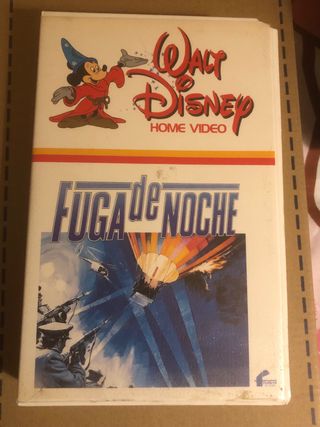 WALT
DISNEY
HOME VIDEO
FUGA de NOCHE